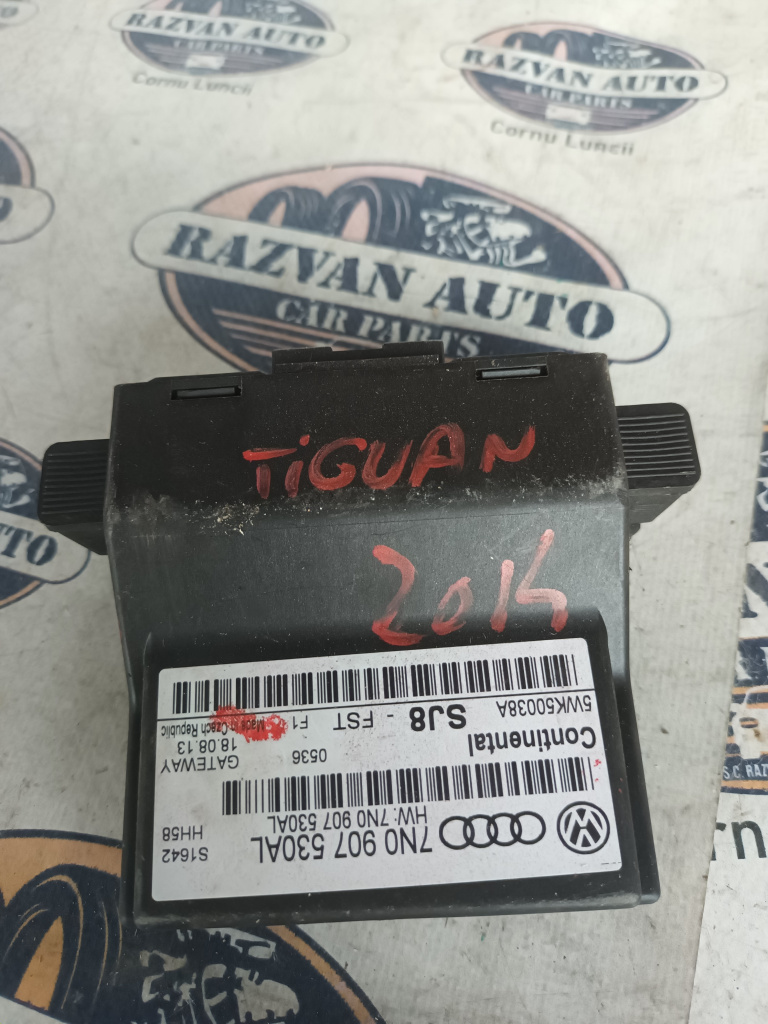 RAZVAN AUTO
CAR PARTS
Cornu Luncii
RAZVAN AUTO
CAR PARTS
Cornu Luncii
RAZVAN AUTO
CAR PARTS
TiGUAN
2014
7N0 907 530AL
HW: 7N0 907 530AL
S1642
HH58
Continental
0536
GATEWAY
18.08.13
5WK50038A
SJ8 - FST F1
Made in Czech Republic
AUTO
S.C. RAZ